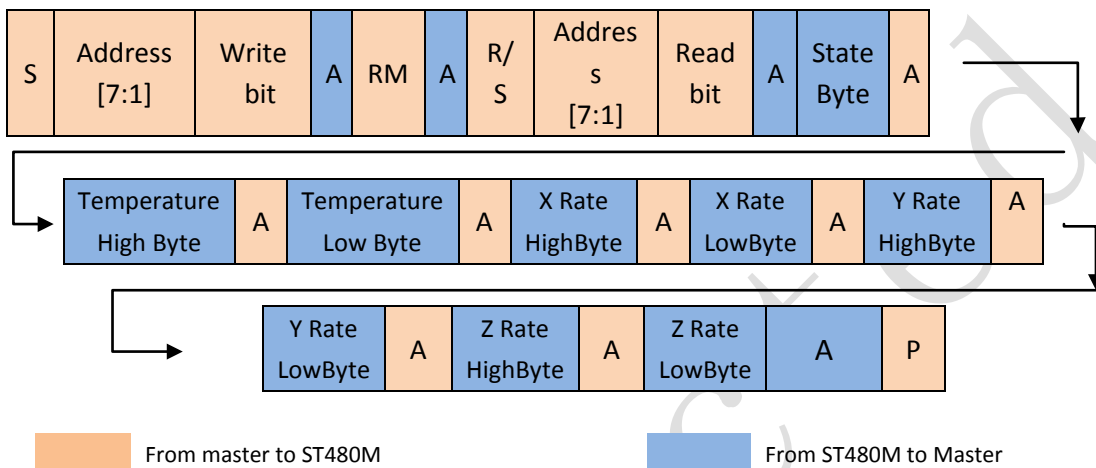 S Address [7:1] Write bit A RM A R/S Address [7:1] Read bit A State Byte A
Temperature High Byte A Temperature Low Byte A X Rate HighByte A X Rate LowByte A Y Rate HighByte A
Y Rate LowByte A Z Rate HighByte A Z Rate LowByte A P
From master to ST480M From ST480M to Master